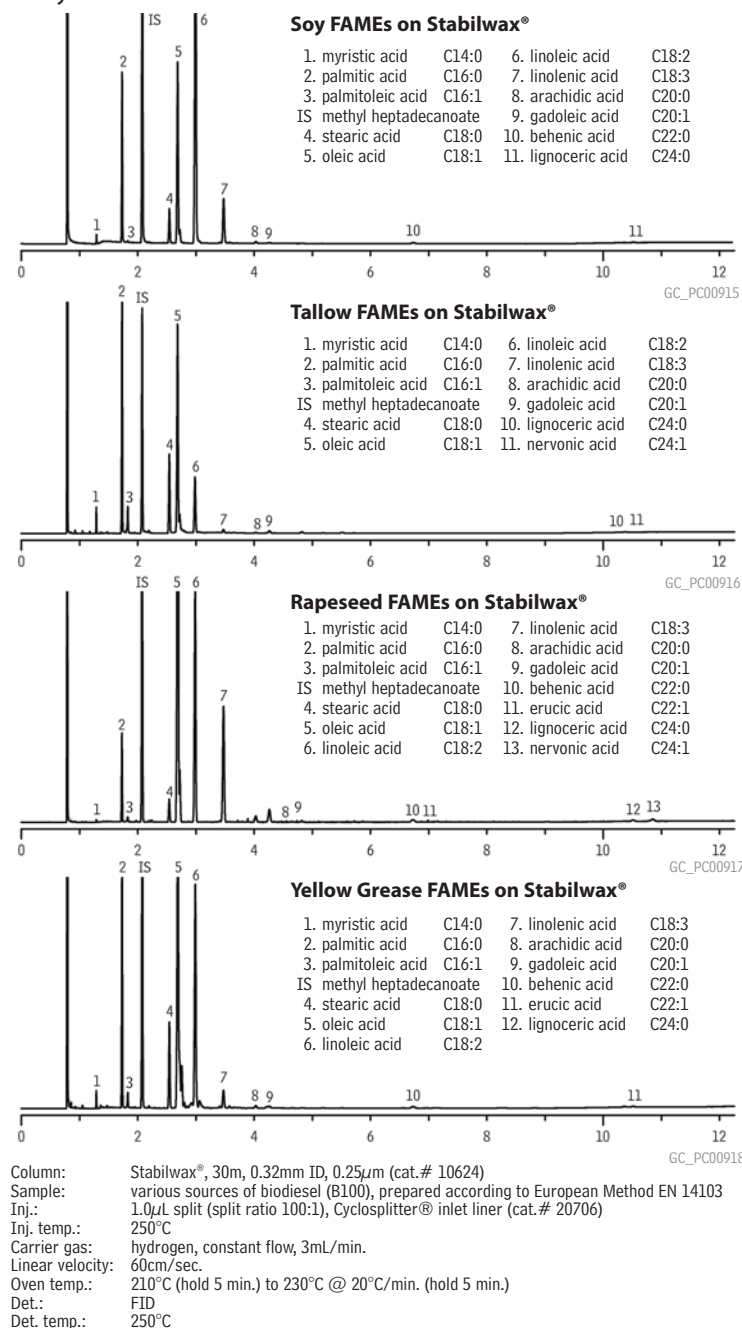 IS 6
Soy FAMEs on Stabilwax®
1. myristic acid C14:0 6. linoleic acid C18:2
2. palmitic acid C16:0 7. linolenic acid C18:3
3. palmitoleic acid C16:1 8. arachidic acid C20:0
IS methyl heptadecanoate 9. gadoleic acid C20:1
4. stearic acid C18:0 10. behenic acid C22:0
5. oleic acid C18:1 11. lignoceric acid C24:0
2 5
4 7
1 3 8 9 10 11
0 2 4 6 8 10 12
GC_PC00915
2 IS 5
Tallow FAMEs on Stabilwax®
1. myristic acid C14:0 6. linoleic acid C18:2
2. palmitic acid C16:0 7. linolenic acid C18:3
3. palmitoleic acid C16:1 8. arachidic acid C20:0
IS methyl heptadecanoate 9. gadoleic acid C20:1
4. stearic acid C18:0 10. lignoceric acid C24:0
5. oleic acid C18:1 11. nervonic acid C24:1
4 6
1 3 7 8 9 10 11
0 2 4 6 8 10 12
GC_PC00916
IS 5 6
Rapeseed FAMEs on Stabilwax®
1. myristic acid C14:0 7. linolenic acid C18:3
2. palmitic acid C16:0 8. arachidic acid C20:0
3. palmitoleic acid C16:1 9. gadoleic acid C20:1
IS methyl heptadecanoate 10. behenic acid C22:0
4. stearic acid C18:0 11. erucic acid C22:1
5. oleic acid C18:1 12. lignoceric acid C24:0
6. linoleic acid C18:2 13. nervonic acid C24:1
2 7
1 3 4 8 9 10 11 12 13
0 2 4 6 8 10 12
GC_PC00917
2 IS 5 6
Yellow Grease FAMEs on Stabilwax®
1. myristic acid C14:0 7. linolenic acid C18:3
2. palmitic acid C16:0 8. arachidic acid C20:0
3. palmitoleic acid C16:1 9. gadoleic acid C20:1
IS methyl heptadecanoate 10. behenic acid C22:0
4. stearic acid C18:0 11. erucic acid C22:1
5. oleic acid C18:1 12. lignoceric acid C24:0
6. linoleic acid C18:2
4
1 3 7 8 9 10 11
0 2 4 6 8 10 12
GC_PC00918
Column: Stabilwax®, 30m, 0.32mm ID, 0.25µm (cat.# 10624)
Sample: various sources of biodiesel (B100), prepared according to European Method EN 14103
Inj.: 1.0µL split (split ratio 100:1), Cyclosplitter® inlet liner (cat.# 20706)
Inj. temp.: 250°C
Carrier gas: hydrogen, constant flow, 3mL/min.
Linear velocity: 60cm/sec.
Oven temp.: 210°C (hold 5 min.) to 230°C @ 20°C/min. (hold 5 min.)
Det.: FID
Det. temp.: 250°C